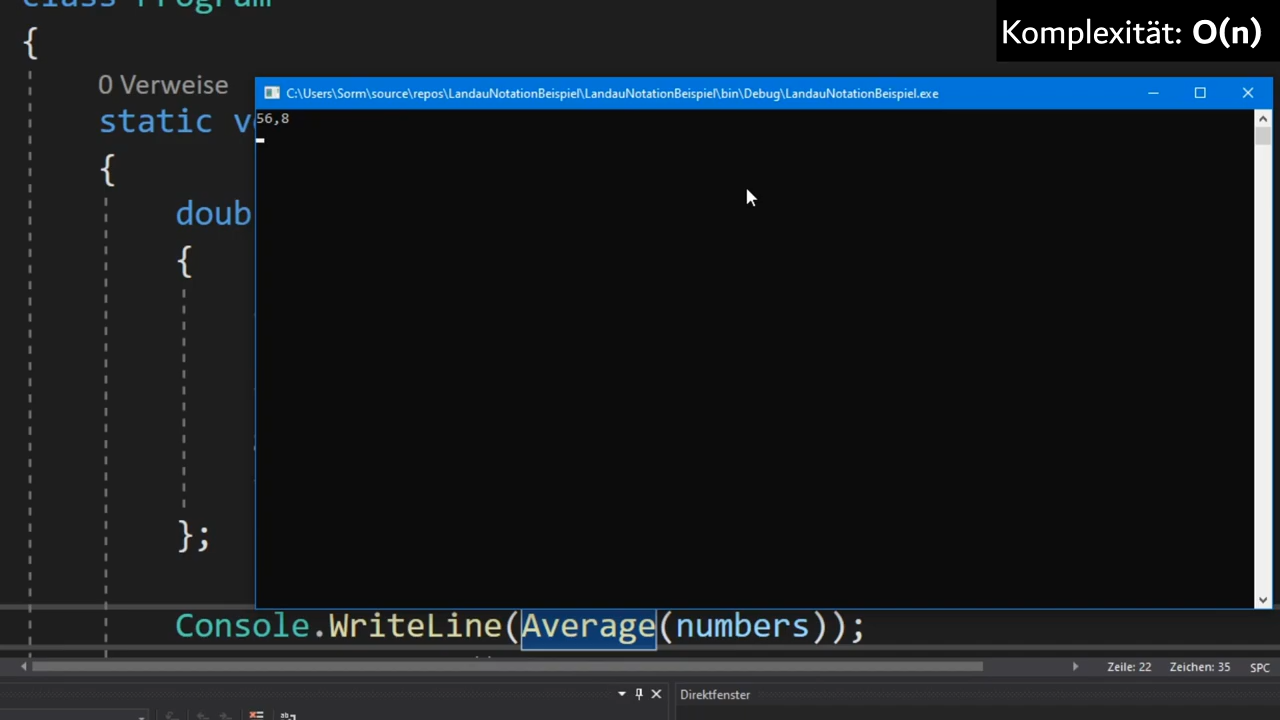 class Program
Komplexität: O(n)
{
0 Verweise
C:\Users\Sorm\source\repos\LandauNotationBeispiel\LandauNotationBeispiel\bin\Debug\LandauNotationBeispiel.exe
56,8
static v
{
doub
{
};
Console.WriteLine(Average(numbers));
Zeile: 22 Zeichen: 35 SPC
Direktfenster